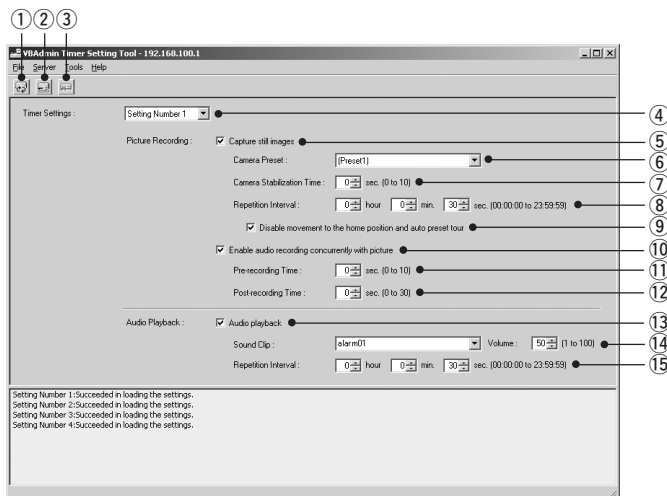 ① ② ③
VBAdmin Timer Setting Tool - 192.168.100.1
File Server Tools Help
Timer Settings : Setting Number 1 ④
Picture Recording : Capture still images ⑤
Camera Preset : (Preset1) ⑥
Camera Stabilization Time : 0 sec. (0 to 10) ⑦
Repetition Interval : 0 hour 0 min. 30 sec. (00:00:00 to 23:59:59) ⑧
Disable movement to the home position and auto preset tour ⑨
Enable audio recording concurrently with picture ⑩
Pre-recording Time : 0 sec. (0 to 10) ⑪
Post-recording Time : 0 sec. (0 to 30) ⑫
Audio Playback : Audio playback ⑬
Sound Clip : alarm01 Volume : 50 (1 to 100) ⑭
Repetition Interval : 0 hour 0 min. 30 sec. (00:00:00 to 23:59:59) ⑮
Setting Number 1:Succeeded in loading the settings.
Setting Number 2:Succeeded in loading the settings.
Setting Number 3:Succeeded in loading the settings.
Setting Number 4:Succeeded in loading the settings.